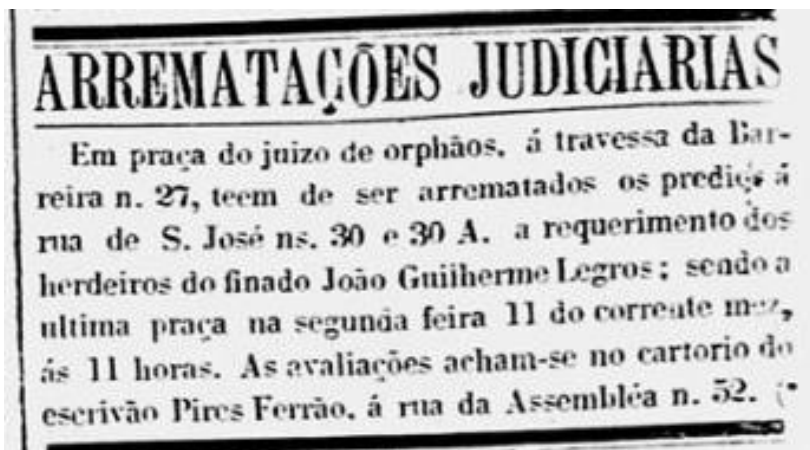 ARREMATAÇÕES JUDICIARIAS
Em praça do juizo de orphãos, á travessa da Bar-
reira n. 27, teem de ser arrematados os predios á
rua de S. José ns. 30 e 30 A. a requerimento dos
herdeiros do finado João Guilherme Legros; sendo a
ultima praça na segunda feira 11 do corrente mez,
ás 11 horas. As avaliações acham-se no cartorio do
escrivão Pires Ferrão, á rua da Assembléa n. 52. (•